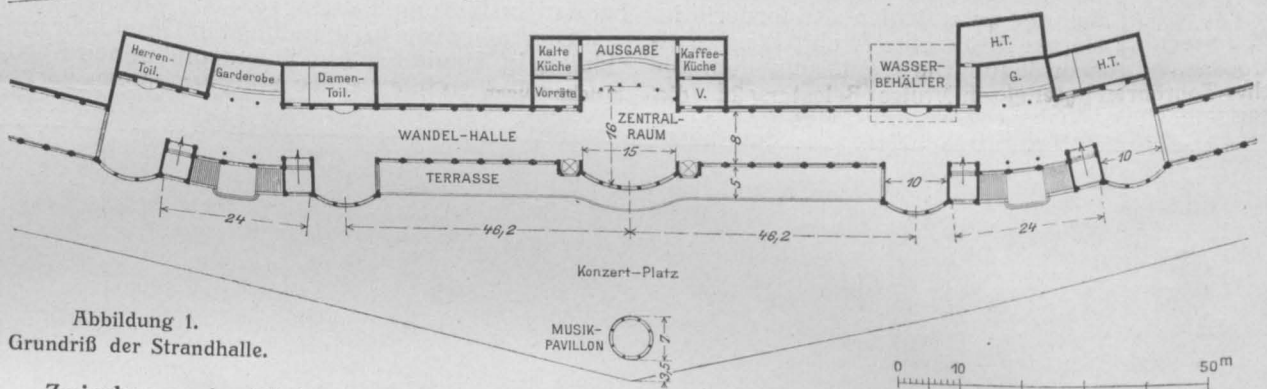 Herren-
Toil.
Garderobe
Damen-
Toil.
Kalte
Küche
AUSGABE
Kaffee-
Küche
Vorräte
V.
WASSER-
BEHÄLTER
H.T.
G.
H.T.
WANDEL-HALLE
ZENTRAL-
RAUM
16
15
8
5
TERRASSE
10
10
24
46,2
46,2
24
Konzert-Platz
MUSIK-
PAVILLON
7
3,5
Abbildung 1.
Grundriß der Strandhalle.
0 10 50 m